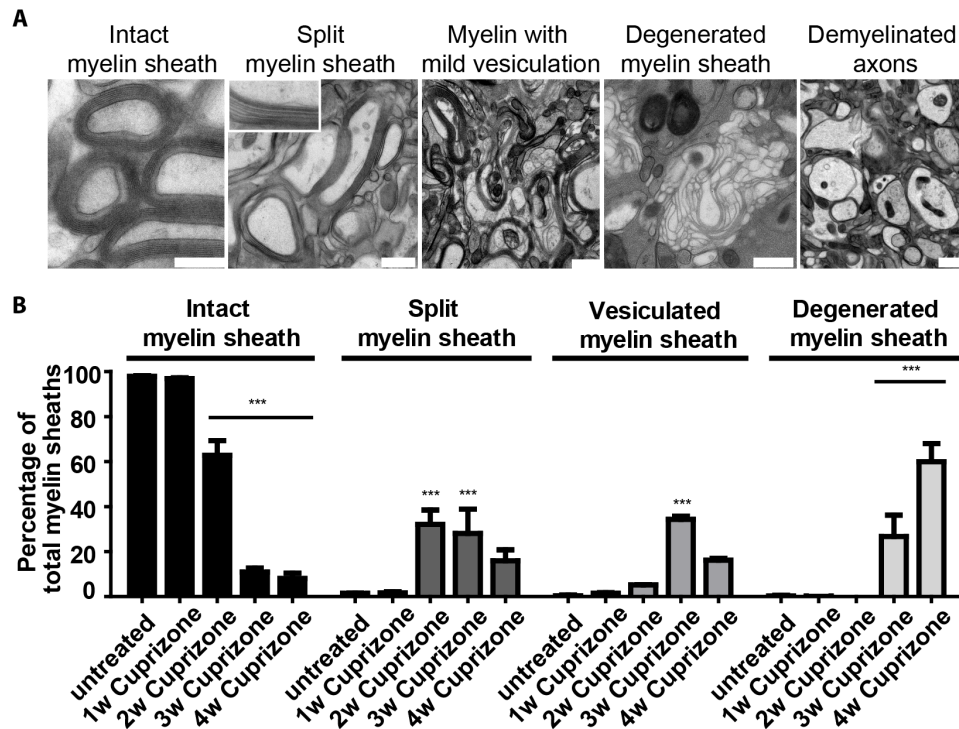 A
Intact
myelin sheath
Split
myelin sheath
Myelin with
mild vesiculation
Degenerated
myelin sheath
Demyelinated
axons
B
Intact
myelin sheath
Split
myelin sheath
Vesiculated
myelin sheath
Degenerated
myelin sheath
Percentage of
total myelin sheaths
100
80
60
40
20
0
***
***
***
***
***
untreated
1w Cuprizone
2w Cuprizone
3w Cuprizone
4w Cuprizone
untreated
1w Cuprizone
2w Cuprizone
3w Cuprizone
4w Cuprizone
untreated
1w Cuprizone
2w Cuprizone
3w Cuprizone
4w Cuprizone
untreated
1w Cuprizone
2w Cuprizone
3w Cuprizone
4w Cuprizone